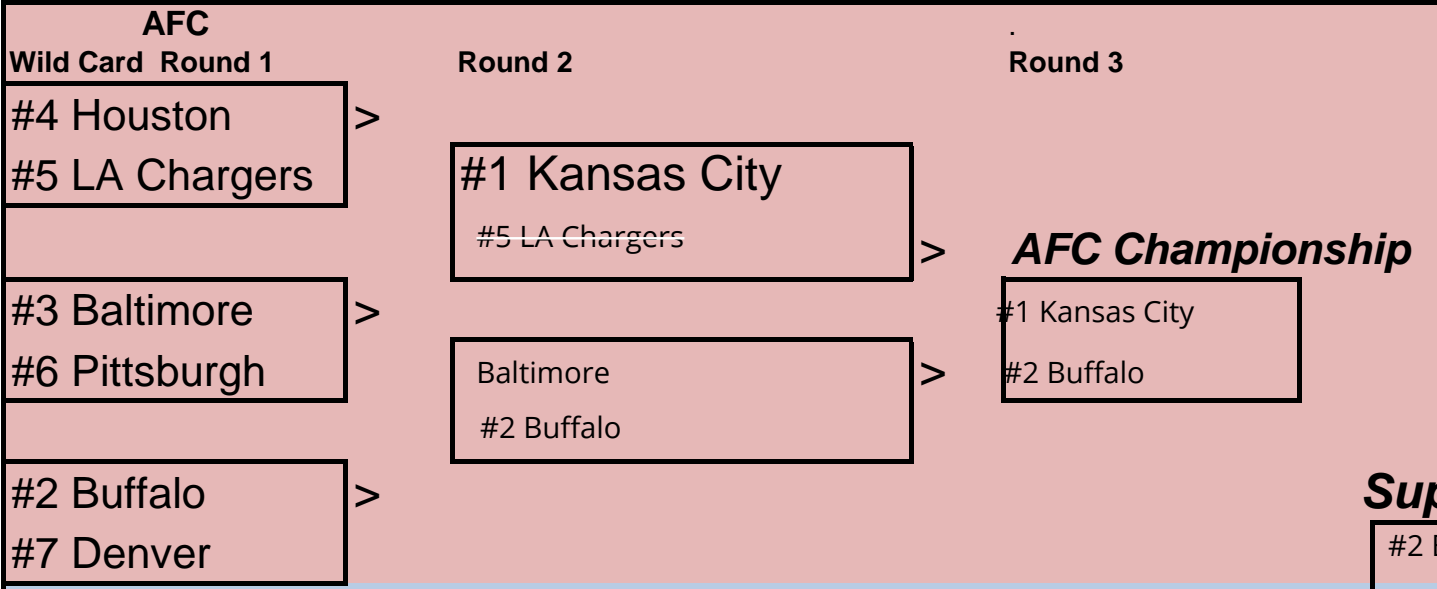 AFC
.
Wild Card Round 1
Round 2
Round 3
#4 Houston
>
#5 LA Chargers
#1 Kansas City
#5 LA Chargers
>
AFC Championship
#3 Baltimore
>
#1 Kansas City
#6 Pittsburgh
Baltimore
>
#2 Buffalo
#2 Buffalo
#2 Buffalo
>
#7 Denver
#2